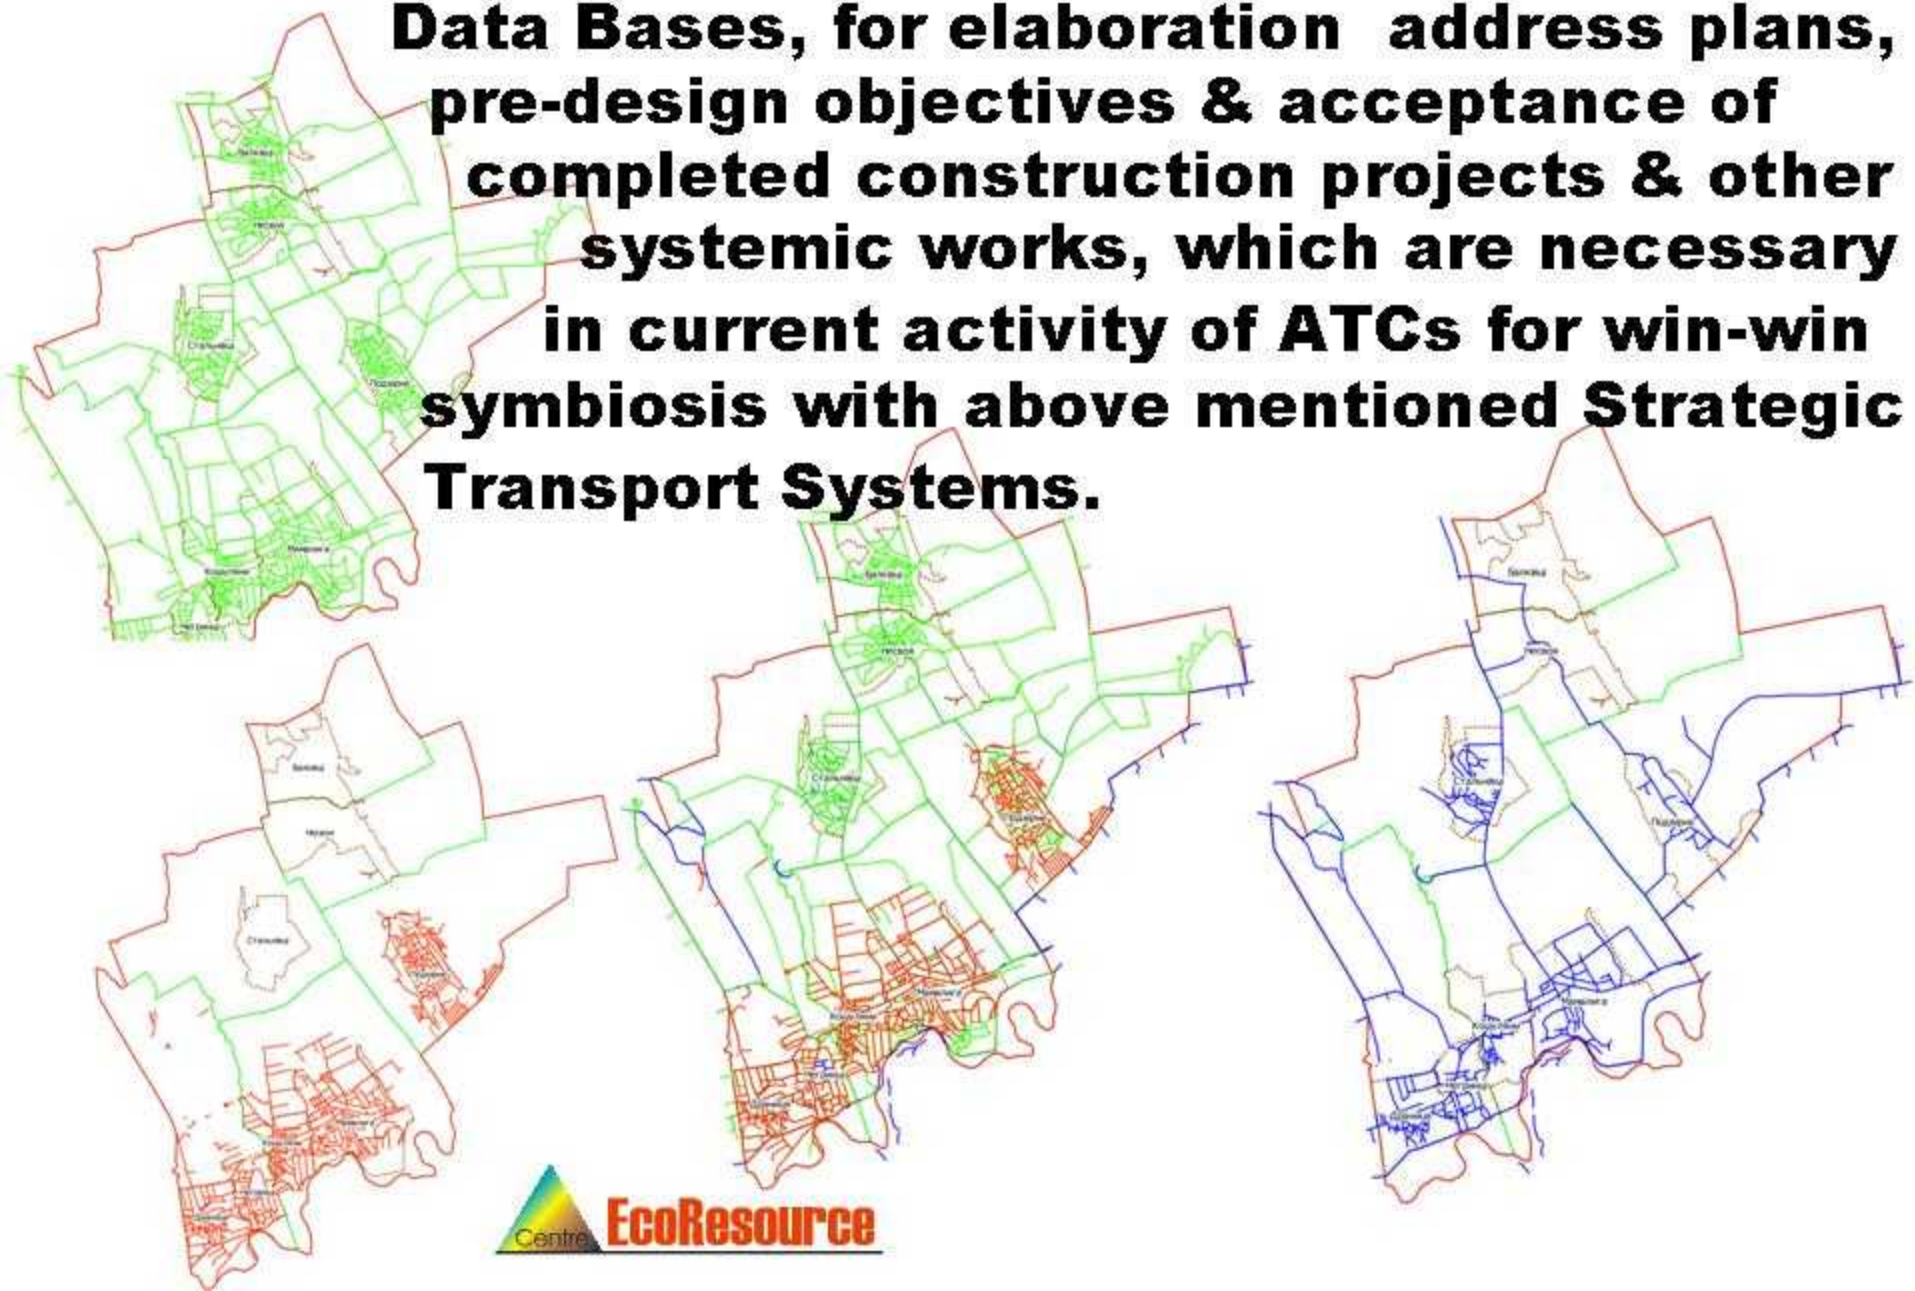 Data Bases, for elaboration address plans,
pre-design objectives & acceptance of
completed construction projects & other
systemic works, which are necessary
in current activity of ATCs for win-win
symbiosis with above mentioned Strategic
Transport Systems.
Centre EcoResource